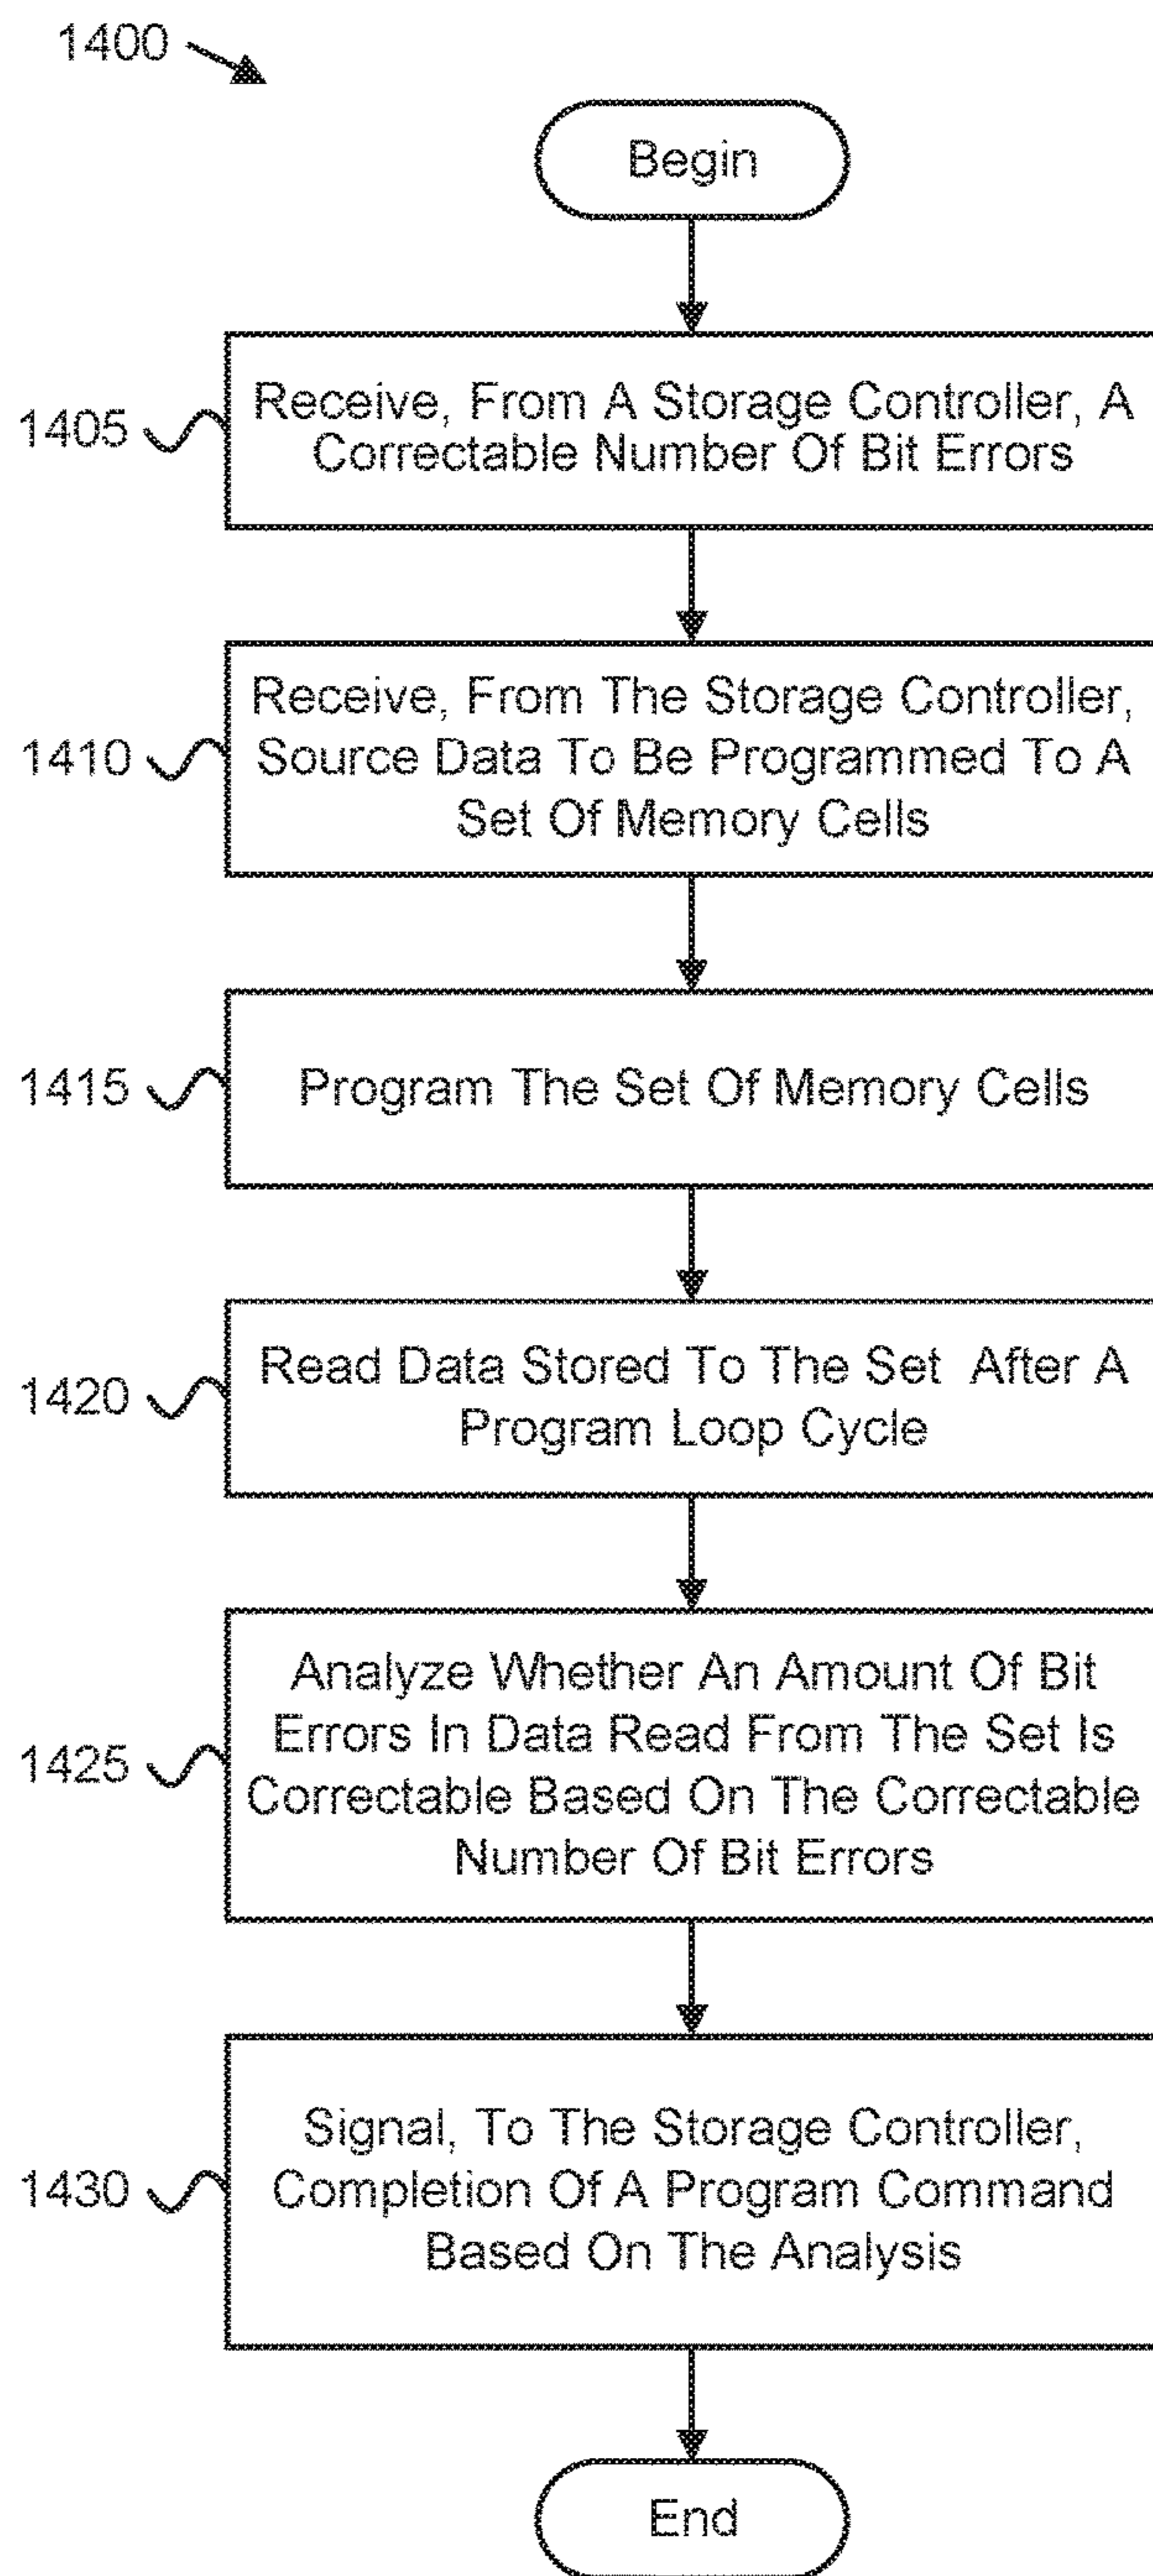 1400
Begin
1405
Receive, From A Storage Controller, A
Correctable Number Of Bit Errors
1410
Receive, From The Storage Controller,
Source Data To Be Programmed To A
Set Of Memory Cells
1415
Program The Set Of Memory Cells
1420
Read Data Stored To The Set After A
Program Loop Cycle
1425
Analyze Whether An Amount Of Bit
Errors In Data Read From The Set Is
Correctable Based On The Correctable
Number Of Bit Errors
1430
Signal, To The Storage Controller,
Completion Of A Program Command
Based On The Analysis
End